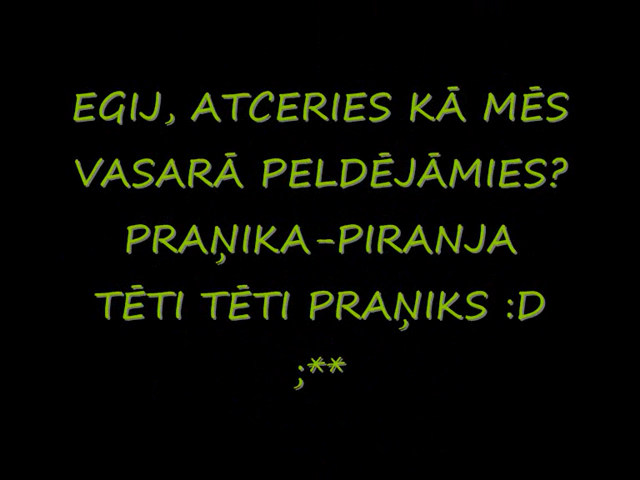 EGIJ, ATCERIES KĀ MĒS
VASARĀ PELDĒJĀMIES?
PRAŅIKA-PIRANJA
TĒTI TĒTI PRAŅIKS :D
;**